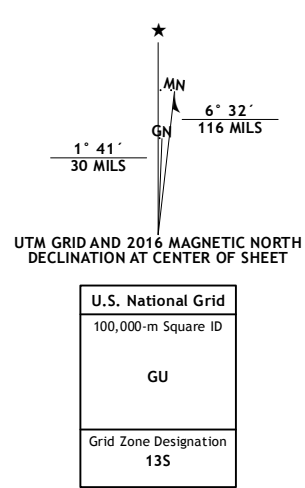 ★
MN
6° 32´
116 MILS
GN
1° 41´
30 MILS
UTM GRID AND 2016 MAGNETIC NORTH
DECLINATION AT CENTER OF SHEET
U.S. National Grid
100,000-m Square ID
GU
Grid Zone Designation
13S